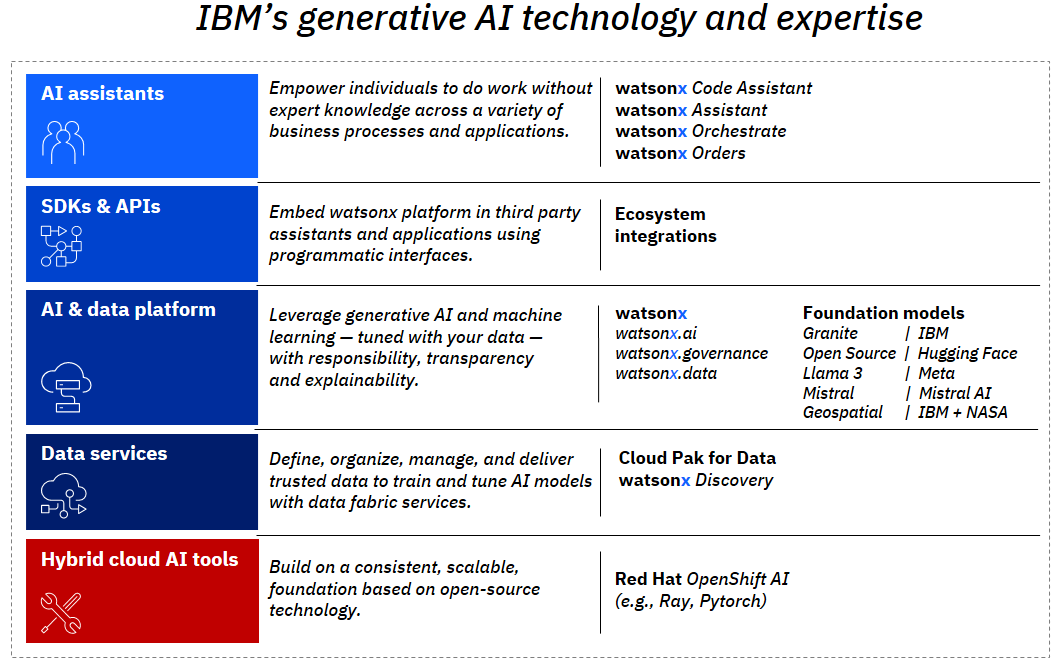 IBM’s generative AI technology and expertise
AI assistants
Empower individuals to do work without
expert knowledge across a variety of
business processes and applications.
watsonx Code Assistant
watsonx Assistant
watsonx Orchestrate
watsonx Orders
SDKs & APIs
Embed watsonx platform in third party
assistants and applications using
programmatic interfaces.
Ecosystem
integrations
AI & data platform
Leverage generative AI and machine
learning — tuned with your data —
with responsibility, transparency
and explainability.
watsonx
watsonx.ai
watsonx.governance
watsonx.data
Foundation models
Granite | IBM
Open Source | Hugging Face
Llama 3 | Meta
Mistral | Mistral AI
Geospatial | IBM + NASA
Data services
Define, organize, manage, and deliver
trusted data to train and tune AI models
with data fabric services.
Cloud Pak for Data
watsonx Discovery
Hybrid cloud AI tools
Build on a consistent, scalable,
foundation based on open-source
technology.
Red Hat OpenShift AI
(e.g., Ray, Pytorch)